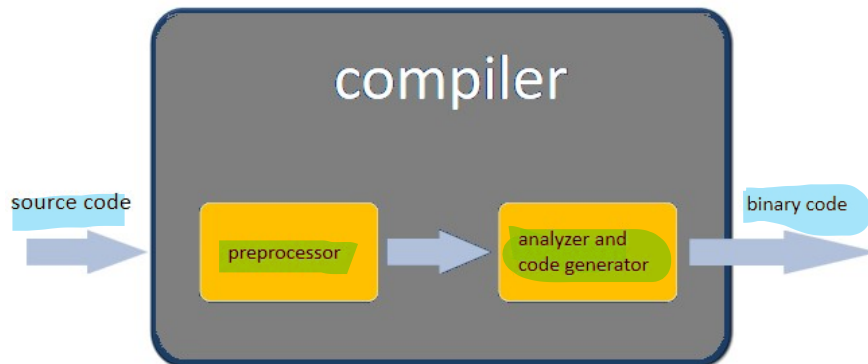 compiler
source code
preprocessor
analyzer and
code generator
binary code